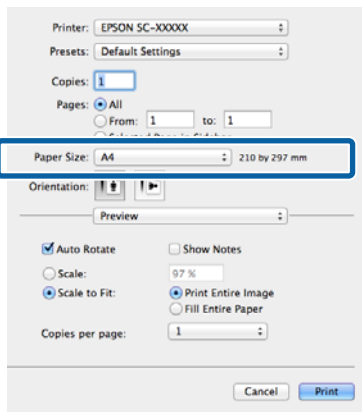 Printer: EPSON SC-XXXXX
Presets: Default Settings
Copies: 1
Pages: All
From: 1 to: 1
Paper Size: A4 210 by 297 mm
Orientation:
Preview
Auto Rotate Show Notes
Scale: 97 %
Scale to Fit: Print Entire Image
Fill Entire Paper
Copies per page: 1
Cancel Print